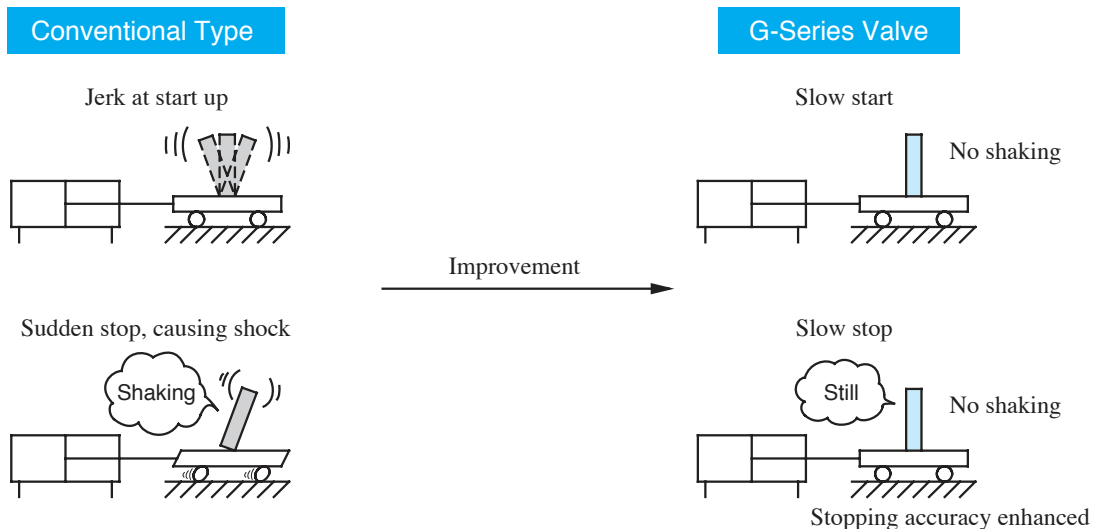 Conventional Type
G-Series Valve
Jerk at start up
Slow start
No shaking
Improvement
Sudden stop, causing shock
Slow stop
Shaking
Still
No shaking
Stopping accuracy enhanced